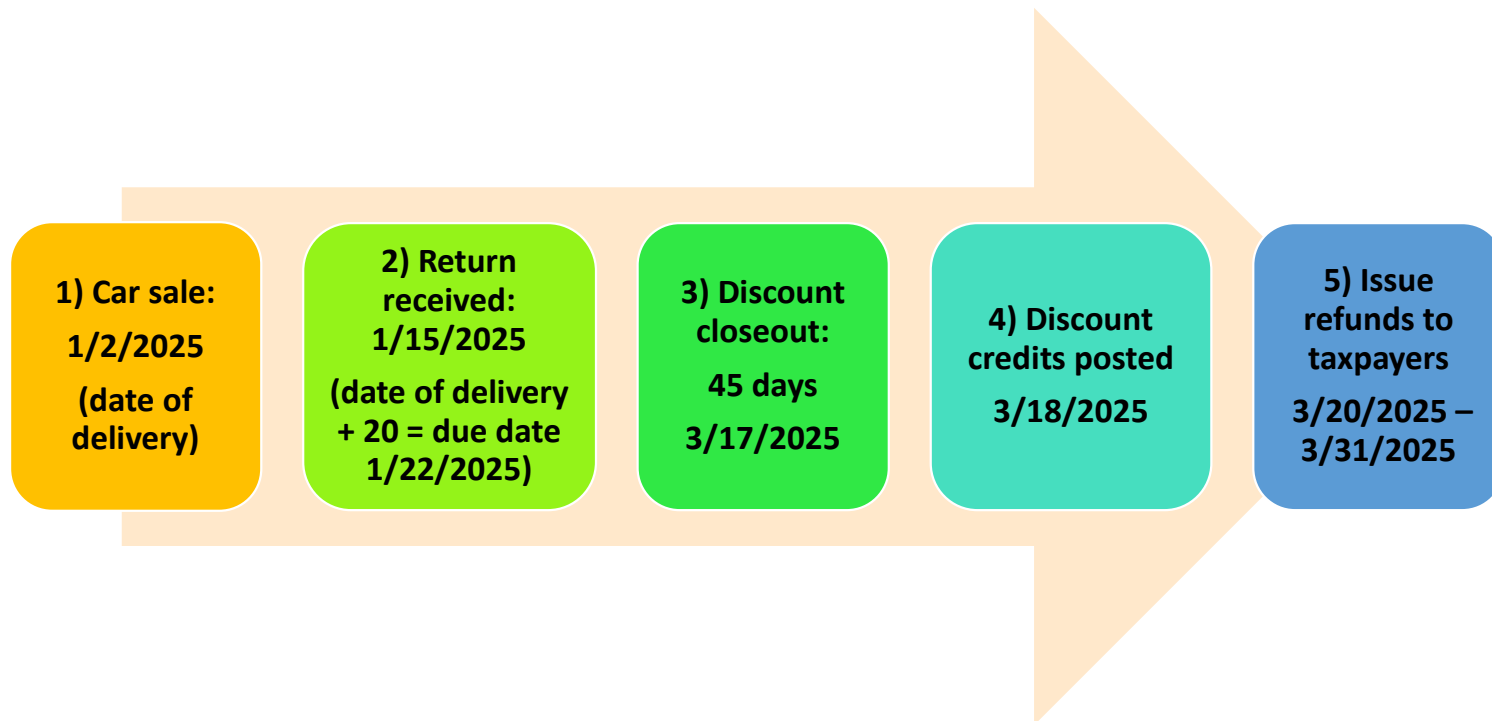 1) Car sale:
1/2/2025
(date of
delivery)
2) Return
received:
1/15/2025
(date of delivery
+ 20 = due date
1/22/2025)
3) Discount
closeout:
45 days
3/17/2025
4) Discount
credits posted
3/18/2025
5) Issue
refunds to
taxpayers
3/20/2025 –
3/31/2025